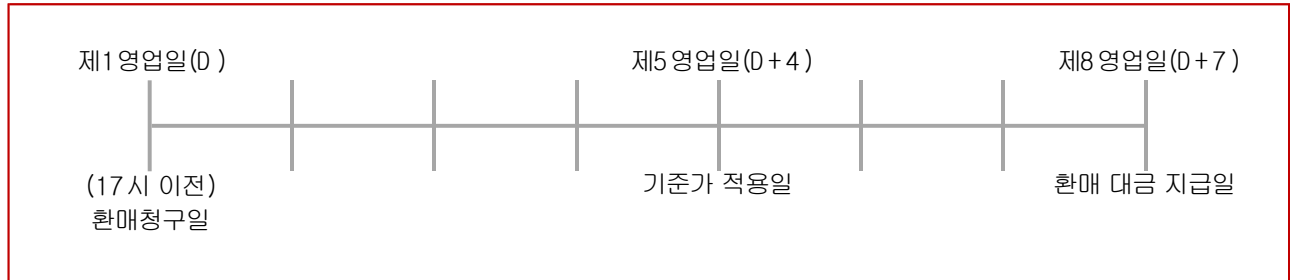 제1영업일(D)
제5영업일(D+4)
제8영업일(D+7)
(17시 이전)
환매청구일
기준가 적용일
환매 대금 지급일